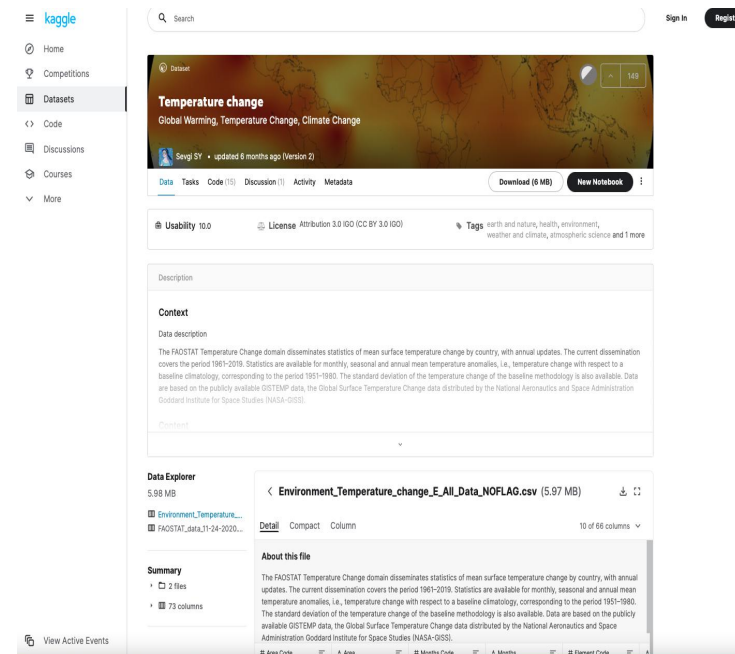 kaggle
Search
Sign In
Regist
Home
Competitions
Datasets
Code
Discussions
Courses
More
View Active Events
Dataset
149
Temperature change
Global Warming, Temperature Change, Climate Change
Sevgi SY • updated 6 months ago (Version 2)
Data Tasks Code (15) Discussion (1) Activity Metadata
Download (6 MB)
New Notebook
Usability 10.0
License Attribution 3.0 IGO (CC BY 3.0 IGO)
Tags earth and nature, health, environment,
weather and climate, atmospheric science and 1 more
Description
Context
Data description
The FAOSTAT Temperature Change domain disseminates statistics of mean surface temperature change by country, with annual updates. The current dissemination
covers the period 1961–2019. Statistics are available for monthly, seasonal and annual mean temperature anomalies, i.e., temperature change with respect to a
baseline climatology, corresponding to the period 1951–1980. The standard deviation of the temperature change of the baseline methodology is also available. Data
are based on the publicly available GISTEMP data, the Global Surface Temperature Change data distributed by the National Aeronautics and Space Administration
Goddard Institute for Space Studies (NASA-GISS).
Content
Data Explorer
5.98 MB
Environment_Temperature_...
FAOSTAT_data_11-24-2020....
Summary
2 files
73 columns
Environment_Temperature_change_E_All_Data_NOFLAG.csv (5.97 MB)
Detail Compact Column
10 of 66 columns
About this file
The FAOSTAT Temperature Change domain disseminates statistics of mean surface temperature change by country, with annual
updates. The current dissemination covers the period 1961–2019. Statistics are available for monthly, seasonal and annual mean
temperature anomalies, i.e., temperature change with respect to a baseline climatology, corresponding to the period 1951–1980.
The standard deviation of the temperature change of the baseline methodology is also available. Data are based on the publicly
available GISTEMP data, the Global Surface Temperature Change data distributed by the National Aeronautics and Space
Administration Goddard Institute for Space Studies (NASA-GISS).
# Area Code A Area # Months Code A Months # Element Code A